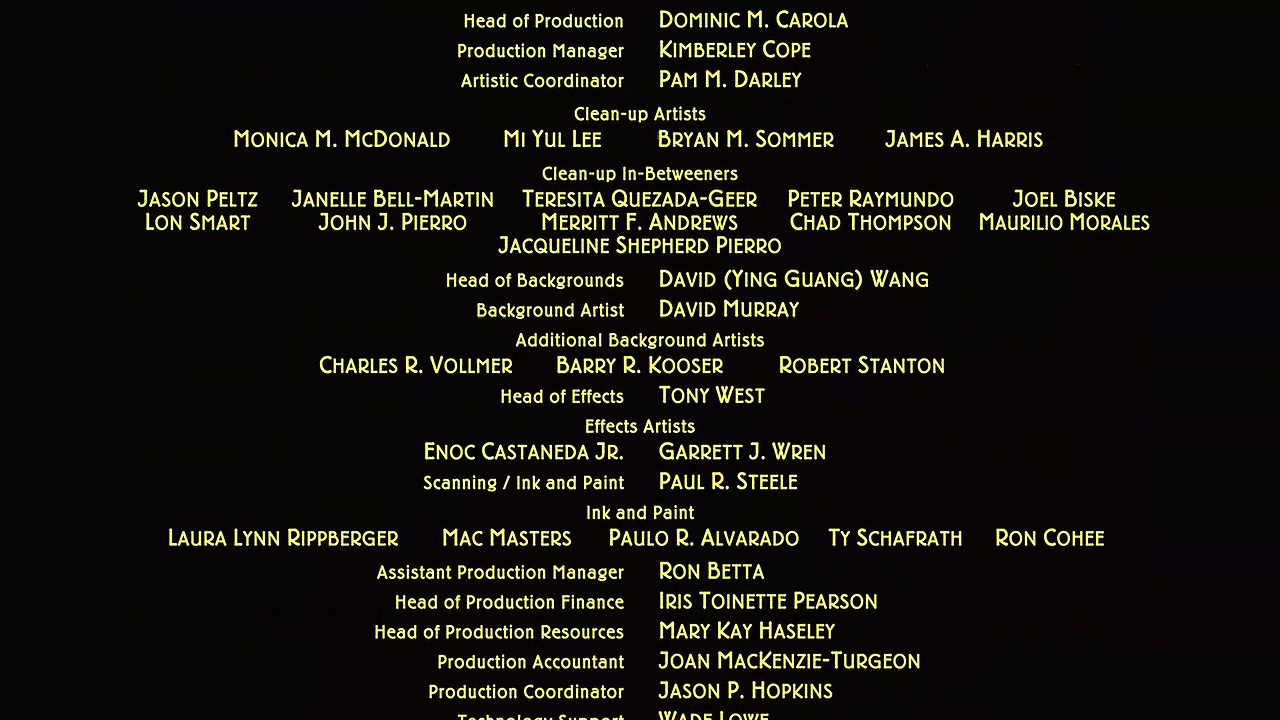 Head of Production DOMINIC M. CAROLA
Production Manager KIMBERLEY COPE
Artistic Coordinator PAM M. DARLEY
Clean-up Artists
MONICA M. MCDONALD MI YUL LEE BRYAN M. SOMMER JAMES A. HARRIS
Clean-up In-Betweeners
JASON PELTZ JANELLE BELL-MARTIN TERESITA QUEZADA-GEER PETER RAYMUNDO JOEL BISKE
LON SMART JOHN J. PIERRO MERRITT F. ANDREWS CHAD THOMPSON MAURILIO MORALES
JACQUELINE SHEPHERD PIERRO
Head of Backgrounds DAVID (YING GUANG) WANG
Background Artist DAVID MURRAY
Additional Background Artists
CHARLES R. VOLLMER BARRY R. KOOSER ROBERT STANTON
Head of Effects TONY WEST
Effects Artists
ENOC CASTANEDA JR. GARRETT J. WREN
Scanning / Ink and Paint PAUL R. STEELE
Ink and Paint
LAURA LYNN RIPPBERGER MAC MASTERS PAULO R. ALVARADO TY SCHAFRATH RON COHEE
Assistant Production Manager RON BETTA
Head of Production Finance IRIS TOINETTE PEARSON
Head of Production Resources MARY KAY HASELEY
Production Accountant JOAN MACKENZIE-TURGEON
Production Coordinator JASON P. HOPKINS
Technology Support WADE LOWE